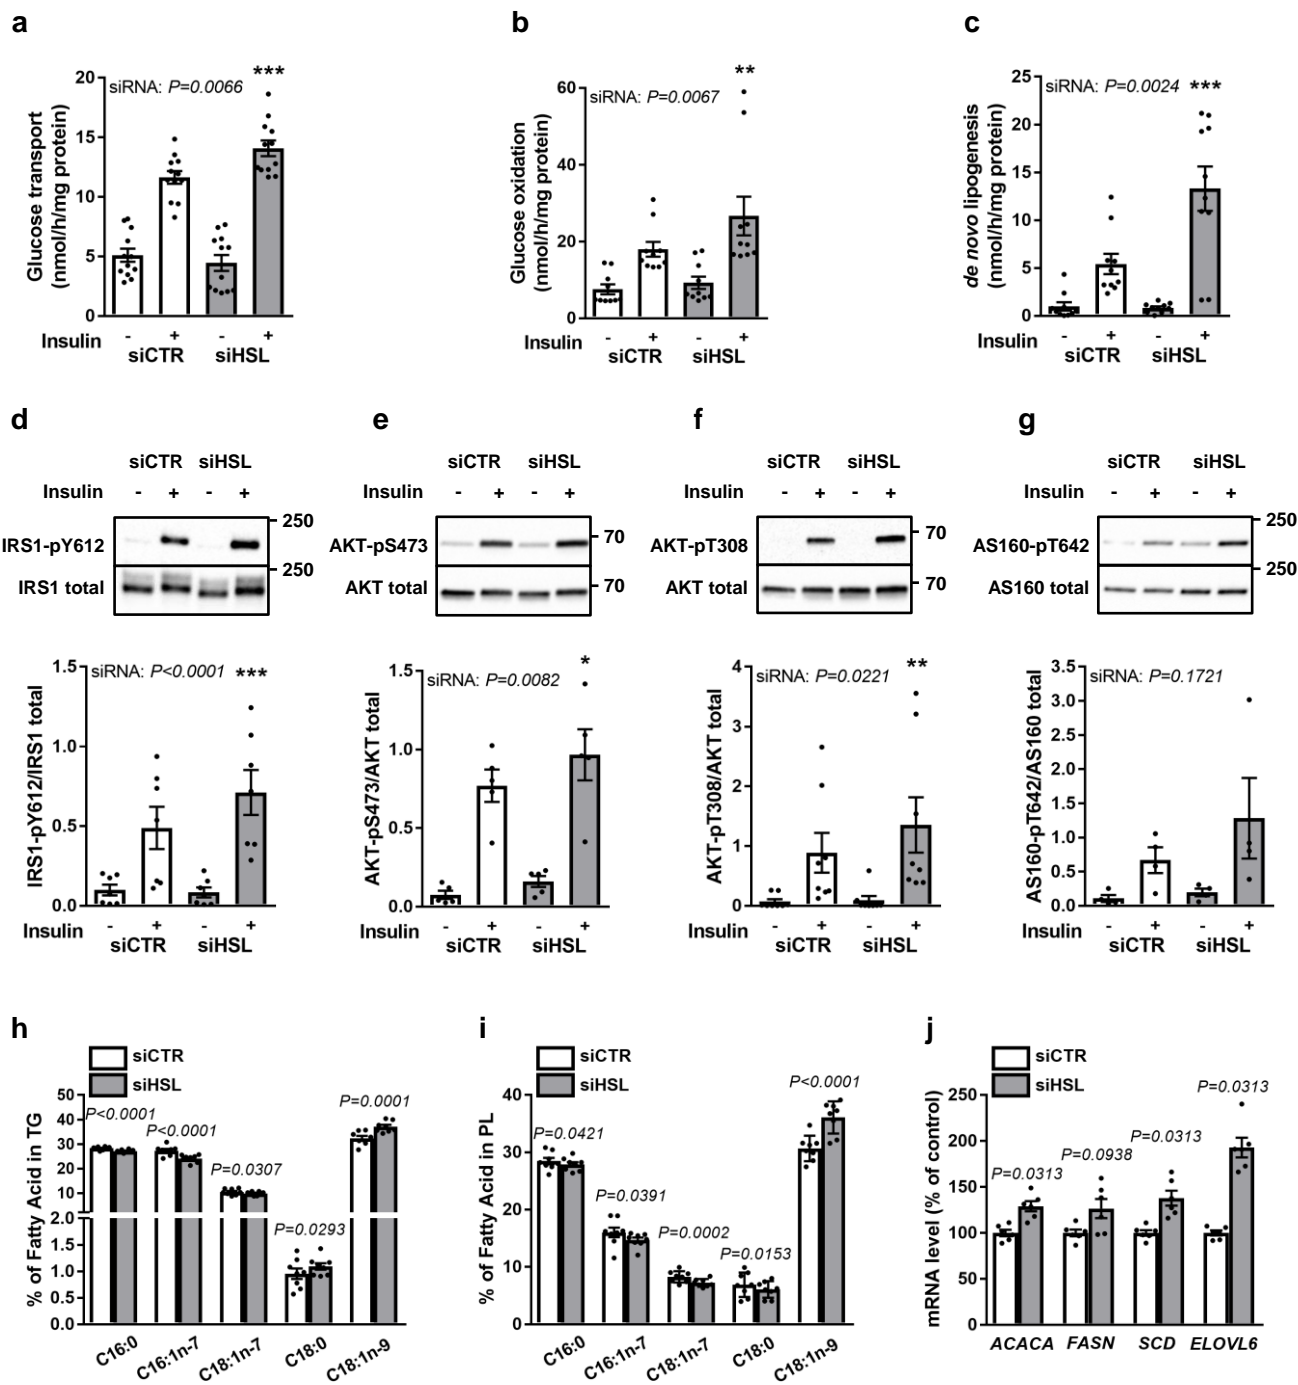 a
siRNA: P=0.0066
***
Glucose transport
(nmol/h/mg protein)
20
15
10
5
0
Insulin - + - +
siCTR siHSL
b
siRNA: P=0.0067
**
Glucose oxidation
(nmol/h/mg protein)
60
40
20
0
Insulin - + - +
siCTR siHSL
c
siRNA: P=0.0024
***
de novo lipogenesis
(nmol/h/mg protein)
25
20
15
10
5
0
Insulin - + - +
siCTR siHSL
d
siCTR siHSL
Insulin - + - +
250
IRS1-pY612
250
IRS1 total
siRNA: P<0.0001
***
IRS1-pY612/IRS1 total
1.5
1.0
0.5
0.0
Insulin - + - +
siCTR siHSL
e
siCTR siHSL
Insulin - + - +
AKT-pS473
70
AKT total
70
siRNA: P=0.0082
*
AKT-pS473/AKT total
1.5
1.0
0.5
0.0
Insulin - + - +
siCTR siHSL
f
siCTR siHSL
Insulin - + - +
AKT-pT308
70
AKT total
70
siRNA: P=0.0221
**
AKT-pT308/AKT total
4
3
2
1
0
Insulin - + - +
siCTR siHSL
g
siCTR siHSL
Insulin - + - +
250
AS160-pT642
250
AS160 total
siRNA: P=0.1721
AS160-pT642/AS160 total
3.5
3.0
2.5
2.0
1.5
1.0
0.5
0.0
Insulin - + - +
siCTR siHSL
h
siCTR
siHSL
% of Fatty Acid in TG
50
40
30
20
10
2.0
1.5
1.0
0.5
0.0
P<0.0001
P<0.0001
P=0.0307
P=0.0293
P=0.0001
C16:0 C16:1n-7 C18:1n-7 C18:0 C18:1n-9
i
siCTR
siHSL
% of Fatty Acid in PL
40
30
20
10
0
P=0.0421
P=0.0391
P=0.0002
P=0.0153
P<0.0001
C16:0 C16:1n-7 C18:1n-7 C18:0 C18:1n-9
j
siCTR
siHSL
mRNA level (% of control)
250
200
150
100
50
0
P=0.0313
P=0.0938
P=0.0313
P=0.0313
ACACA FASN SCD ELOVL6